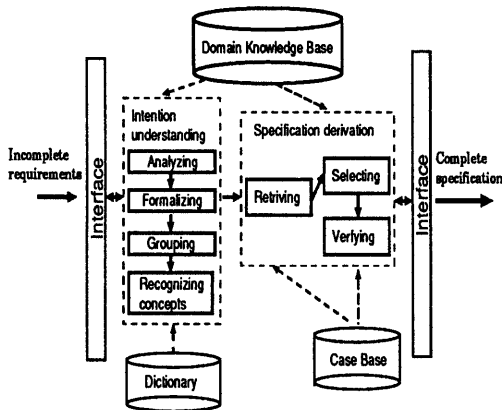 Domain Knowledge Base
Incomplete
requirements
Interface
Intention
understanding
Analyzing
Formalizing
Grouping
Recognizing
concepts
Specification derivation
Retriving
Selecting
Verfying
Interface
Complete
specification
Dictionary
Case Base